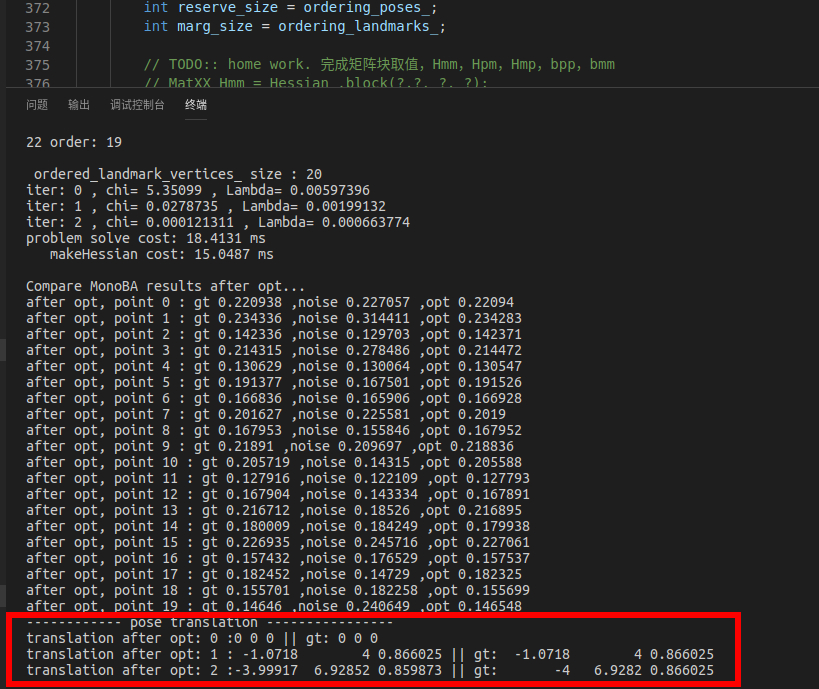 372 int reserve_size = ordering_poses_;
373 int marg_size = ordering_landmarks_;
374
375 // TODO:: home work. 完成矩阵块取值，Hmm，Hpm，Hmp，bpp，bmm
376 // MatXX Hmm = Hessian_.block(?,?, ?, ?);
问题 输出 调试控制台 终端
22 order: 19
ordered_landmark_vertices_ size : 20
iter: 0 , chi= 5.35099 , Lambda= 0.00597396
iter: 1 , chi= 0.0278735 , Lambda= 0.00199132
iter: 2 , chi= 0.000121311 , Lambda= 0.000663774
problem solve cost: 18.4131 ms
makeHessian cost: 15.0487 ms
Compare MonoBA results after opt...
after opt, point 0 : gt 0.220938 ,noise 0.227057 ,opt 0.22094
after opt, point 1 : gt 0.234336 ,noise 0.314411 ,opt 0.234283
after opt, point 2 : gt 0.142336 ,noise 0.129703 ,opt 0.142371
after opt, point 3 : gt 0.214315 ,noise 0.278486 ,opt 0.214472
after opt, point 4 : gt 0.130629 ,noise 0.130064 ,opt 0.130547
after opt, point 5 : gt 0.191377 ,noise 0.167501 ,opt 0.191526
after opt, point 6 : gt 0.166836 ,noise 0.165906 ,opt 0.166928
after opt, point 7 : gt 0.201627 ,noise 0.225581 ,opt 0.2019
after opt, point 8 : gt 0.167953 ,noise 0.155846 ,opt 0.167952
after opt, point 9 : gt 0.21891 ,noise 0.209697 ,opt 0.218836
after opt, point 10 : gt 0.205719 ,noise 0.14315 ,opt 0.205588
after opt, point 11 : gt 0.127916 ,noise 0.122109 ,opt 0.127793
after opt, point 12 : gt 0.167904 ,noise 0.143334 ,opt 0.167891
after opt, point 13 : gt 0.216712 ,noise 0.18526 ,opt 0.216895
after opt, point 14 : gt 0.180009 ,noise 0.184249 ,opt 0.179938
after opt, point 15 : gt 0.226935 ,noise 0.245716 ,opt 0.227061
after opt, point 16 : gt 0.157432 ,noise 0.176529 ,opt 0.157537
after opt, point 17 : gt 0.182452 ,noise 0.14729 ,opt 0.182325
after opt, point 18 : gt 0.155701 ,noise 0.182258 ,opt 0.155699
after opt, point 19 : gt 0.14646 ,noise 0.240649 ,opt 0.146548
------------ pose translation ----------------
translation after opt: 0 :0 0 0 || gt: 0 0 0
translation after opt: 1 : -1.0718 4 0.866025 || gt: -1.0718 4 0.866025
translation after opt: 2 :-3.99917 6.92852 0.859873 || gt: -4 6.9282 0.866025